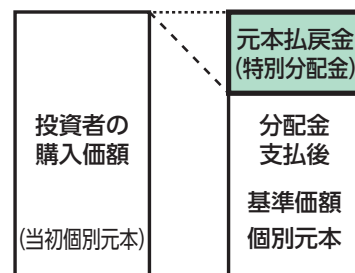 元本払戻金
(特別分配金)
投資者の
購入価額
(当初個別元本)
分配金
支払後
基準価額
個別元本